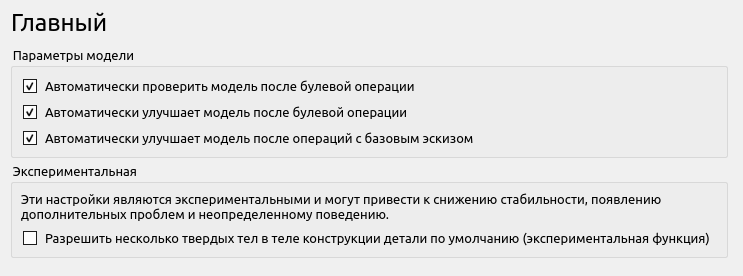 Главный
Параметры модели
Автоматически проверить модель после булевой операции
Автоматически улучшает модель после булевой операции
Автоматически улучшает модель после операций с базовым эскизом
Экспериментальная
Эти настройки являются экспериментальными и могут привести к снижению стабильности, появлению
дополнительных проблем и неопределенному поведению.
Разрешить несколько твердых тел в теле конструкции детали по умолчанию (экспериментальная функция)